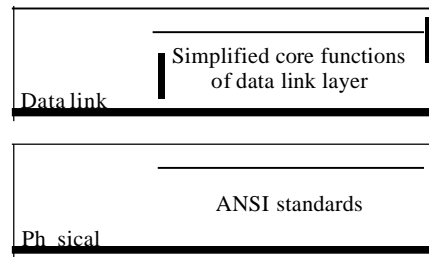 Simplified core functions
of data link layer
Data link
ANSI standards
Ph sical